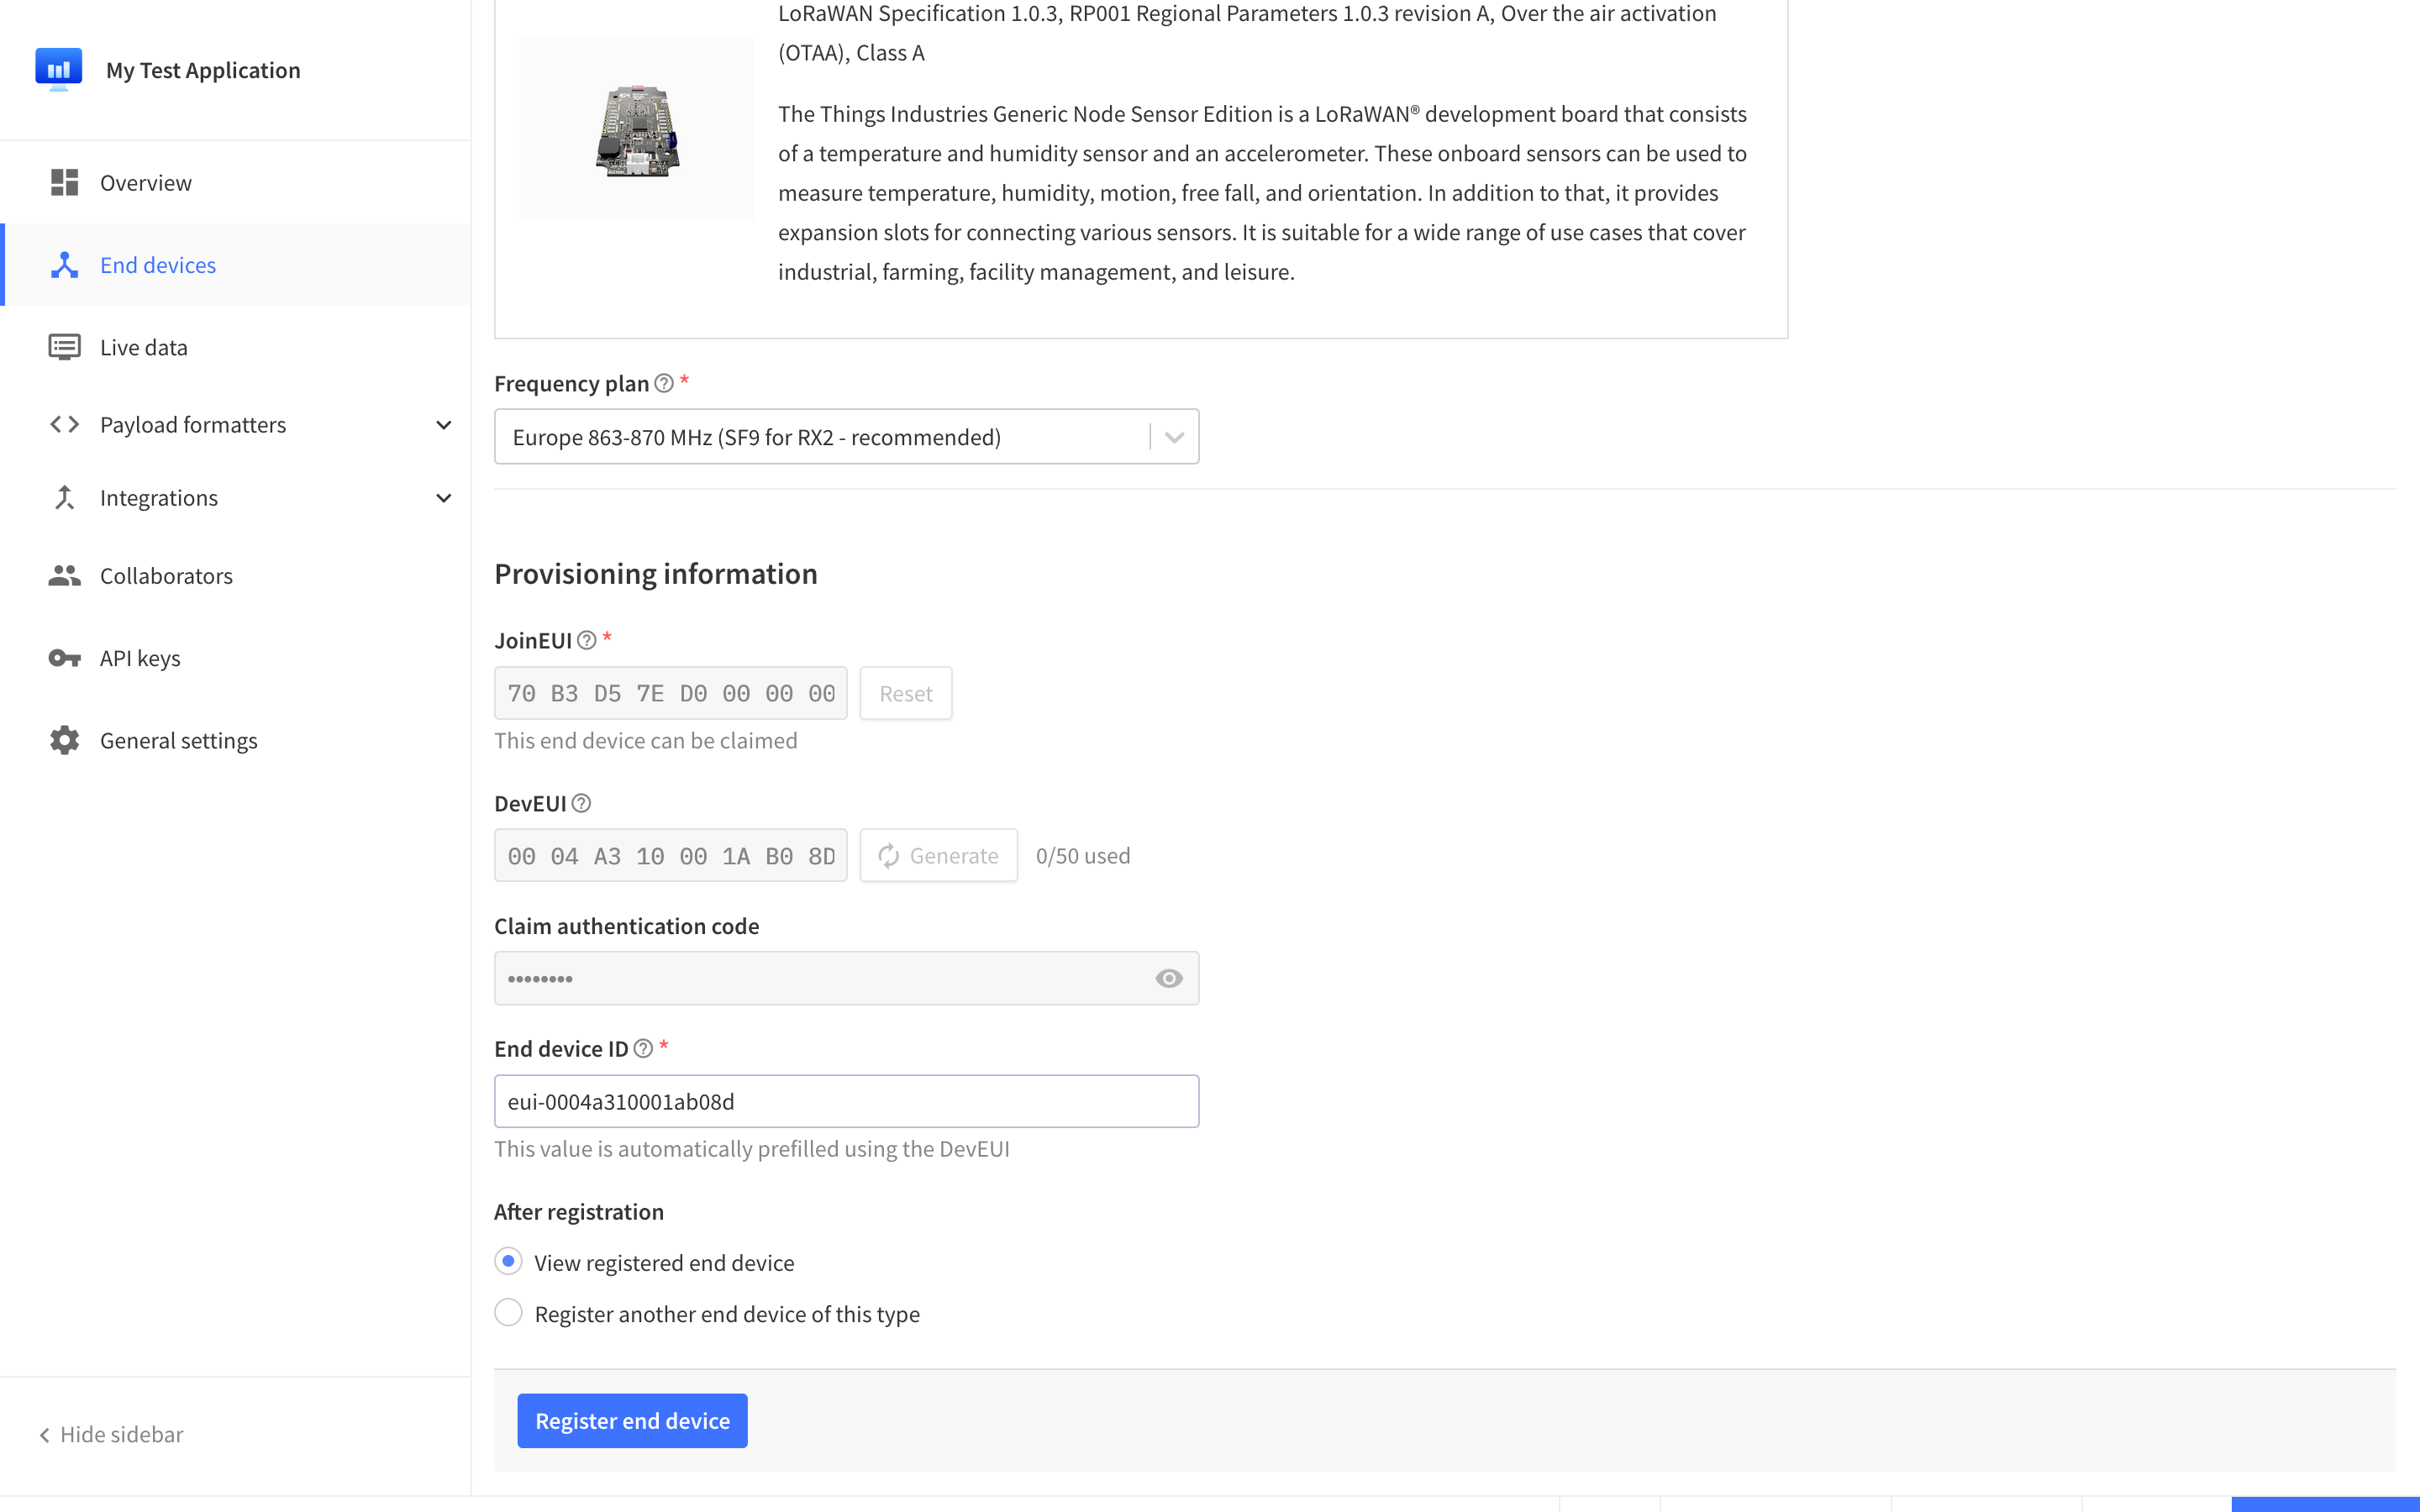 My Test Application
Overview
End devices
Live data
Payload formatters
Integrations
Collaborators
API keys
General settings
Hide sidebar
LoRaWAN Specification 1.0.3, RP001 Regional Parameters 1.0.3 revision A, Over the air activation
(OTAA), Class A
The Things Industries Generic Node Sensor Edition is a LoRaWAN® development board that consists
of a temperature and humidity sensor and an accelerometer. These onboard sensors can be used to
measure temperature, humidity, motion, free fall, and orientation. In addition to that, it provides
expansion slots for connecting various sensors. It is suitable for a wide range of use cases that cover
industrial, farming, facility management, and leisure.
Frequency plan *
Europe 863-870 MHz (SF9 for RX2 - recommended)
Provisioning information
JoinEUI *
70 B3 D5 7E D0 00 00 00 Reset
This end device can be claimed
DevEUI
00 04 A3 10 00 1A B0 8D Generate 0/50 used
Claim authentication code
••••••••
End device ID *
eui-0004a310001ab08d
This value is automatically prefilled using the DevEUI
After registration
View registered end device
Register another end device of this type
Register end device